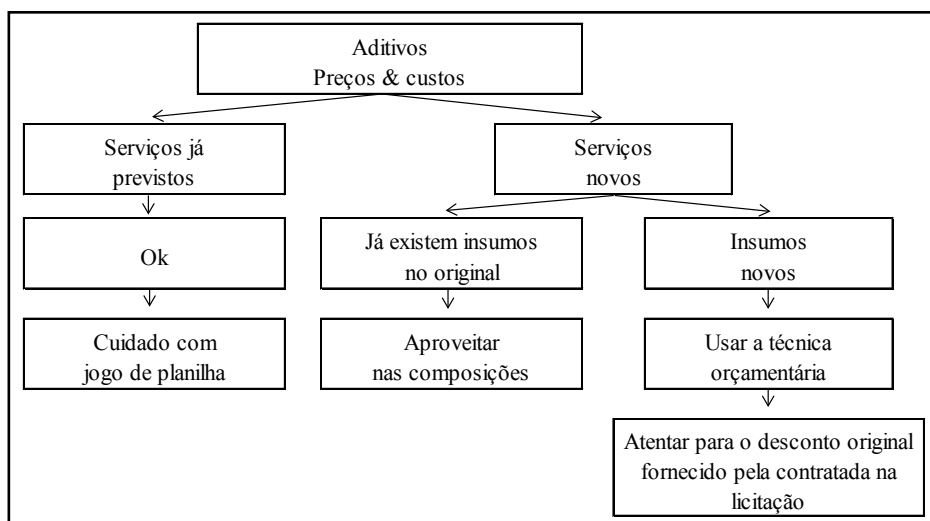 Aditivos
Preços & custos
Serviços já
previstos
Serviços
novos
Ok
Já existem insumos
no original
Insumos
novos
Cuidado com
jogo de planilha
Aproveitar
nas composições
Usar a técnica
orçamentária
Atentar para o desconto original
fornecido pela contratada na
licitação